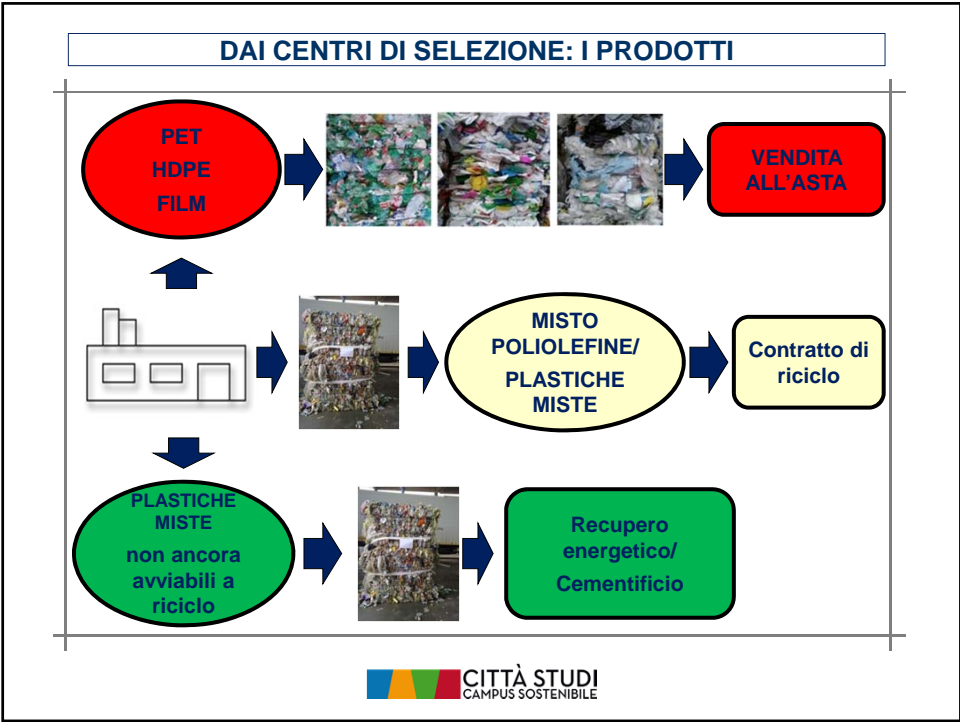 DAI CENTRI DI SELEZIONE: I PRODOTTI
PET
HDPE
FILM
VENDITA
ALL'ASTA
MISTO
POLIOLEFINE/
PLASTICHE
MISTE
Contratto di
riciclo
PLASTICHE
MISTE
non ancora
avviabili a
riciclo
Recupero
energetico/
Cementificio
CITTÀ STUDI
CAMPUS SOSTENIBILE